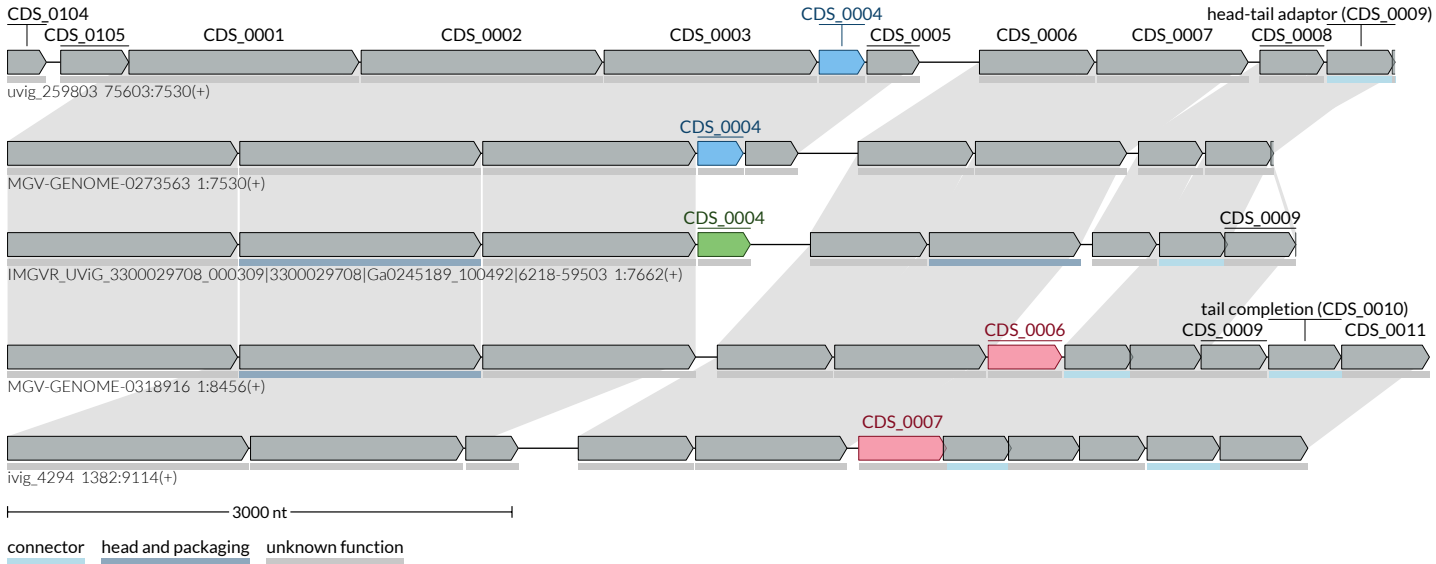 CDS_0104 CDS_0004 head-tail adaptor (CDS_0009)
CDS_0105 CDS_0001 CDS_0002 CDS_0003 CDS_0005 CDS_0006 CDS_0007 CDS_0008
uvig_259803 75603:7530(+)
CDS_0004
MGV-GENOME-0273563 1:7530(+)
CDS_0004 CDS_0009
IMGVR_UViG_3300029708_000309|3300029708|Ga0245189_100492|6218-59503 1:7662(+)
tail completion (CDS_0010)
CDS_0006 CDS_0009 CDS_0011
MGV-GENOME-0318916 1:8456(+)
CDS_0007
ivig_4294 1382:9114(+)
3000 nt
connector head and packaging unknown function